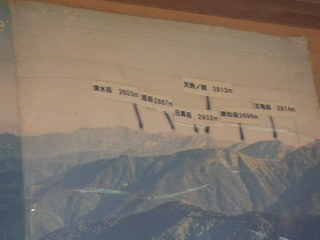 清水岳 2603m
旭岳 2867m
天狗ノ頭 2812m
白馬岳 2932m
唐松岳 2696m
五竜岳 2814m